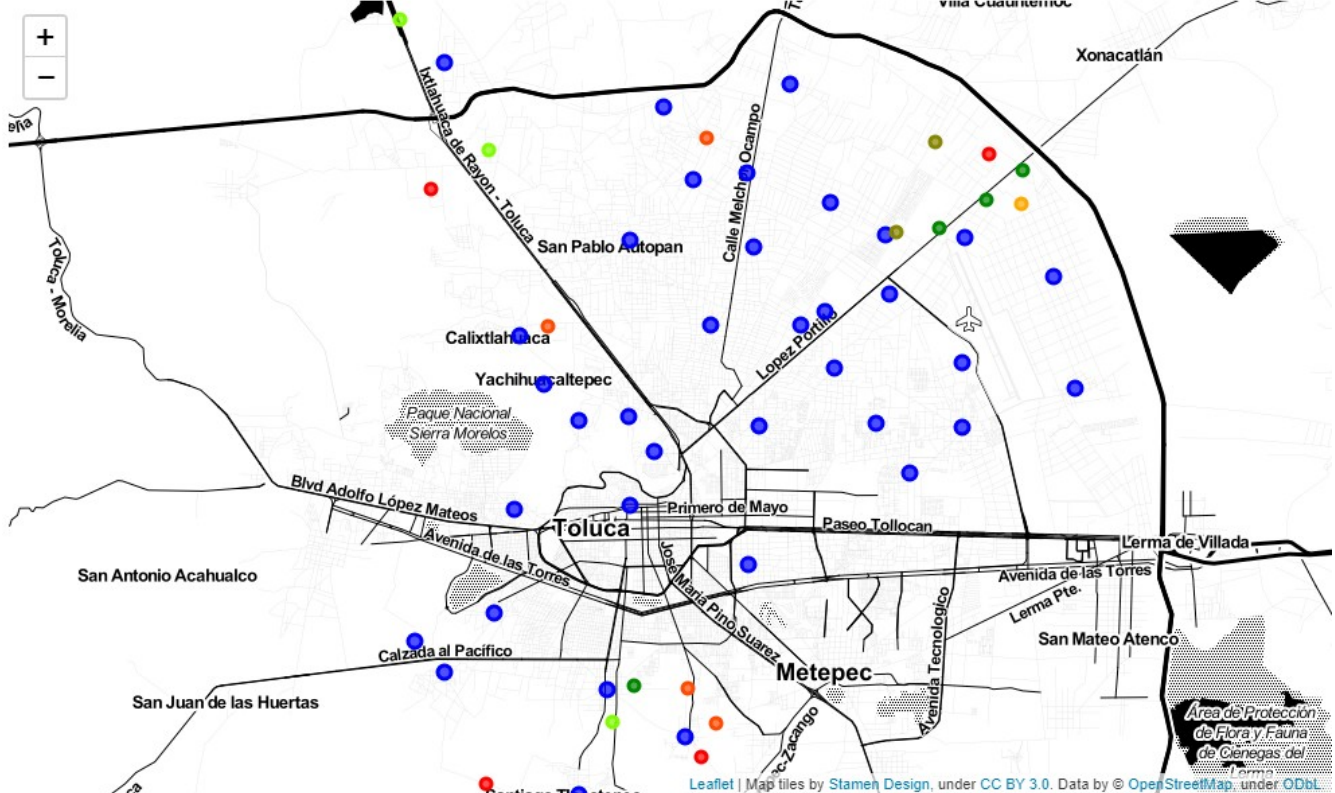 Villa Cuauhtémoc
+
−
Xonacatlán
Ixtlahuaca de Rayon - Toluca
Calle Melchor Ocampo
San Pablo Autopan
Toluca - Morelia
Calixtlahuaca
Lopez Portillo
Yachihuacaltepec
Paque Nacional
Sierra Morelos
Blvd Adolfo López Mateos
Primero de Mayo
Toluca
Paseo Tollocan
Avenida de las Torres
Lerma de Villada
San Antonio Acahualco
Avenida de las Torres
Jose Maria Pino Suarez
Lerma Pte.
Avenida Tecnologico
San Mateo Atenco
Calzada al Pacífico
Metepec
San Juan de las Huertas
Área de Protección
de Flora y Fauna
de Cienegas del
Lerma
Leaflet | Map tiles by Stamen Design, under CC BY 3.0. Data by © OpenStreetMap, under ODbL